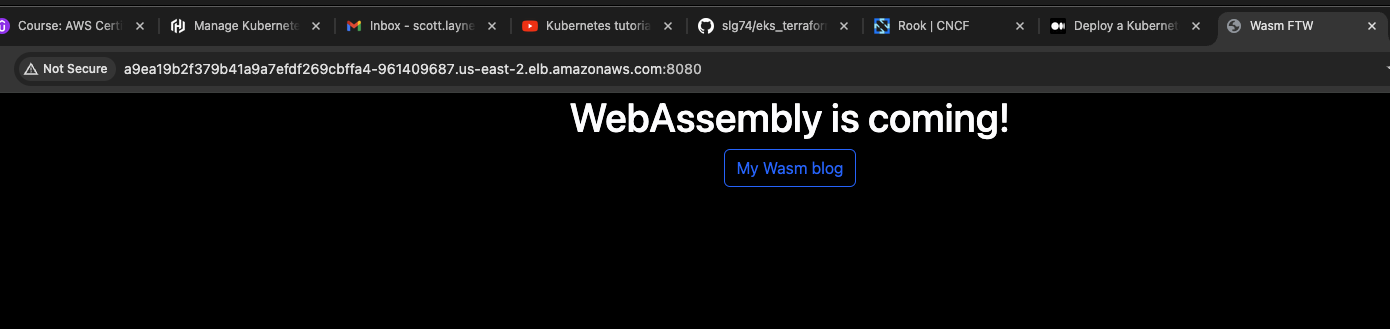 Course: AWS Certi
Manage Kubernete
Inbox - scott.layne
Kubernetes tutoria
slg74/eks_terraform
Rook | CNCF
Deploy a Kubernet
Wasm FTW
Not Secure
a9ea19b2f379b41a9a7efdf269cbffa4-961409687.us-east-2.elb.amazonaws.com:8080
WebAssembly is coming!
My Wasm blog